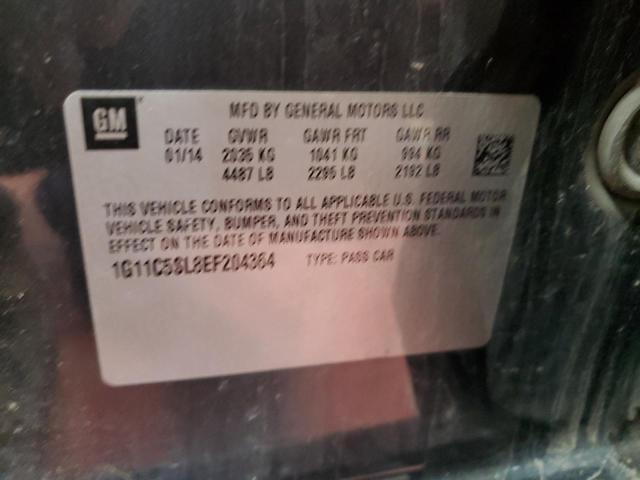 GM
MFD BY GENERAL MOTORS LLC
DATE GVWR GAWR FRT GAWR RR
01/14 2035 KG 1041 KG 994 KG
4487 LB 2295 LB 2192 LB
THIS VEHICLE CONFORMS TO ALL APPLICABLE U.S. FEDERAL MOTOR
VEHICLE SAFETY, BUMPER, AND THEFT PREVENTION STANDARDS IN
EFFECT ON THE DATE OF MANUFACTURE SHOWN ABOVE.
1G11C5SL8EF204364 TYPE: PASS CAR